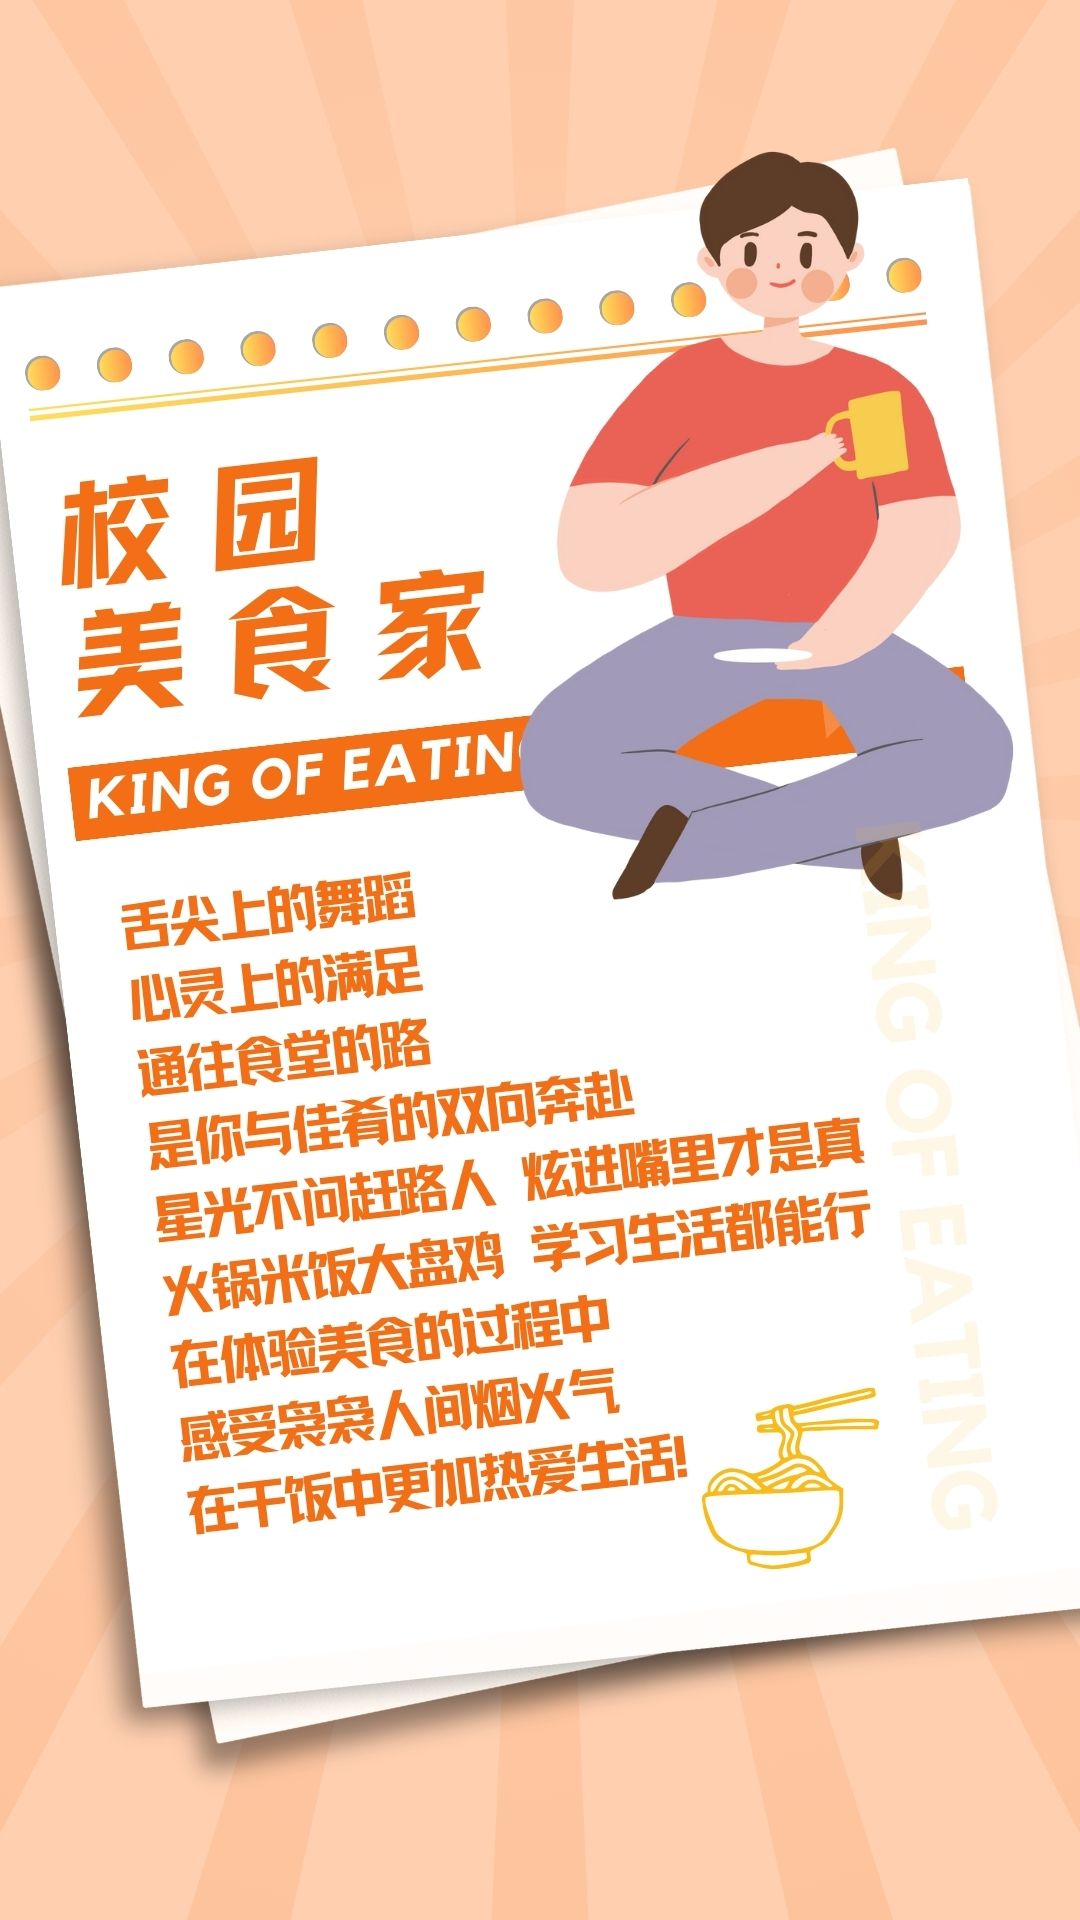 校园
美食家
KING OF EATING
舌尖上的舞蹈
心灵上的满足
通往食堂的路
是你与佳肴的双向奔赴
星光不问赶路人 炫进嘴里才是真
火锅米饭大盘鸡 学习生活都能行
在体验美食的过程中
感受袅袅人间烟火气
在干饭中更加热爱生活!
KING OF EATING